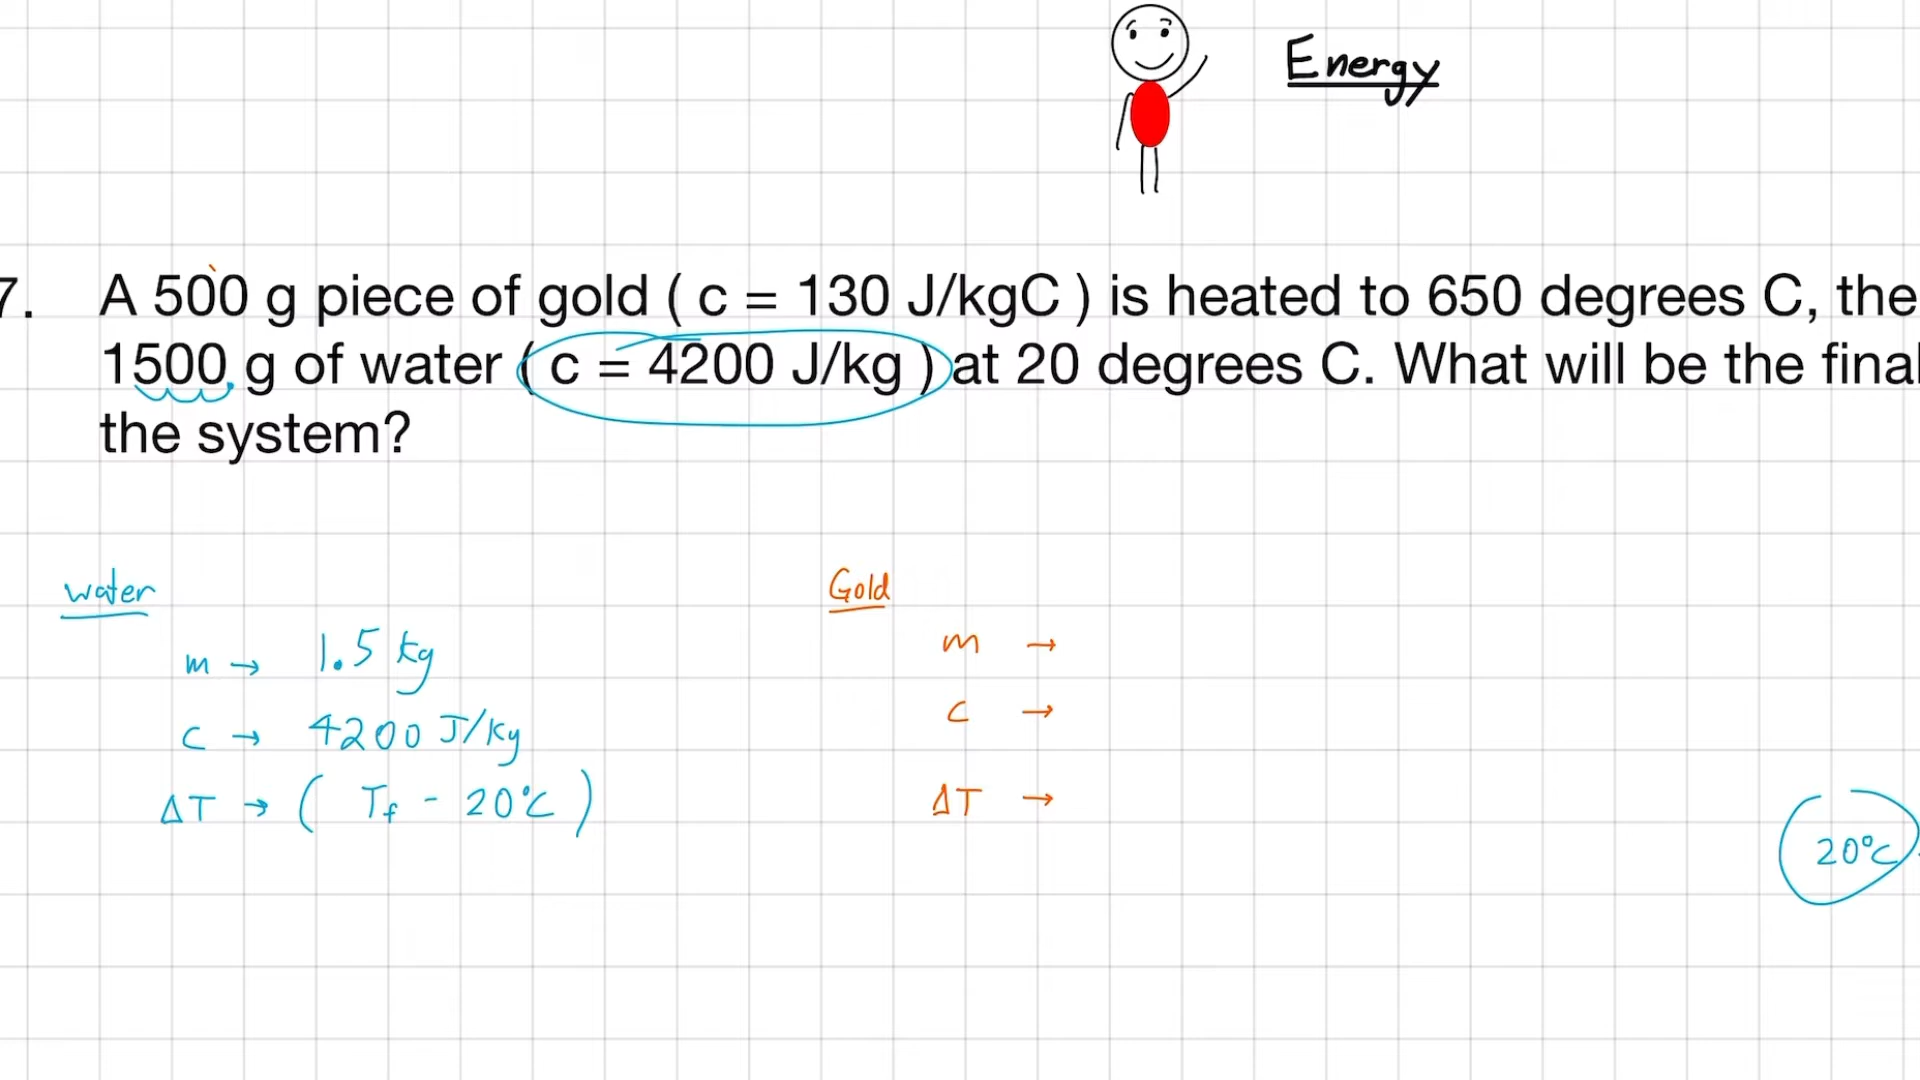 Energy
7. A 500 g piece of gold ( c = 130 J/kgC ) is heated to 650 degrees C, the
1500 g of water ( c = 4200 J/kg ) at 20 degrees C. What will be the final
the system?
water
m → 1.5 kg
c → 4200 J/kg
ΔT → ( Tf - 20°C )
Gold
m →
c →
ΔT →
20°C